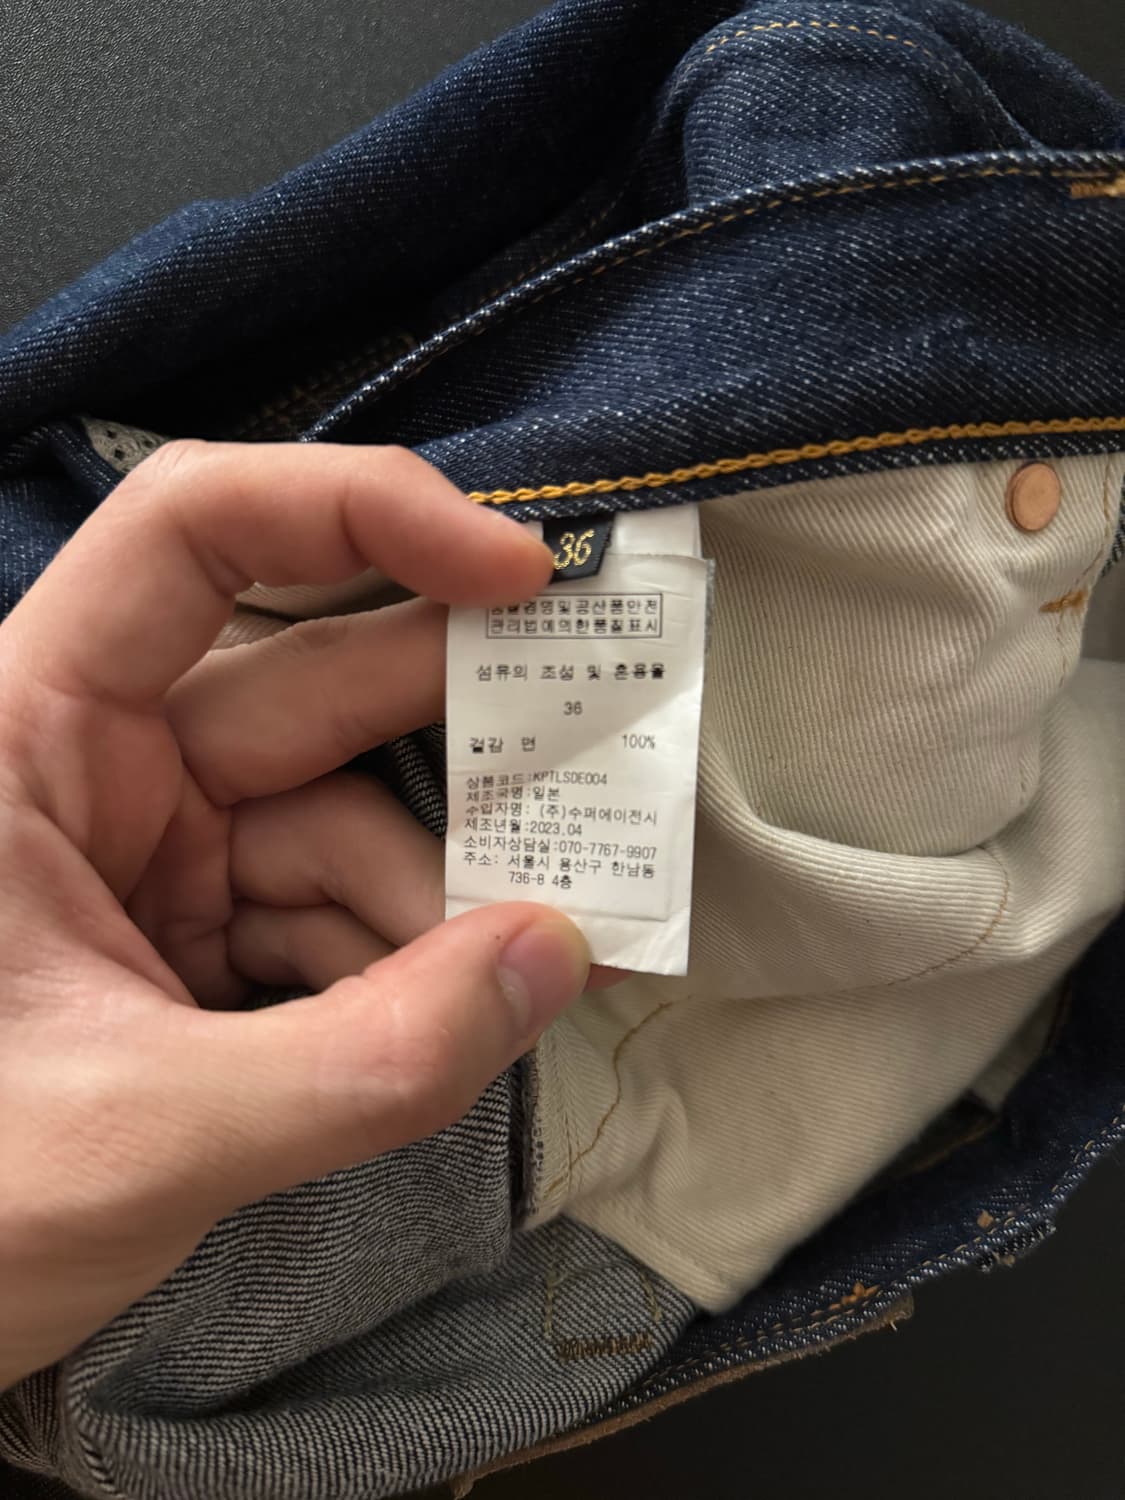 36
품질경영및공산품안전
관리법에의한품질표시
섬유의 조성 및 혼용율
36
겉감 면 100%
상품코드:KPTLSDE004
제조국명:일본
수입자명: (주)수퍼에이전시
제조년월:2023.04
소비자상담실:070-7767-9907
주소: 서울시 용산구 한남동
736-8 4층